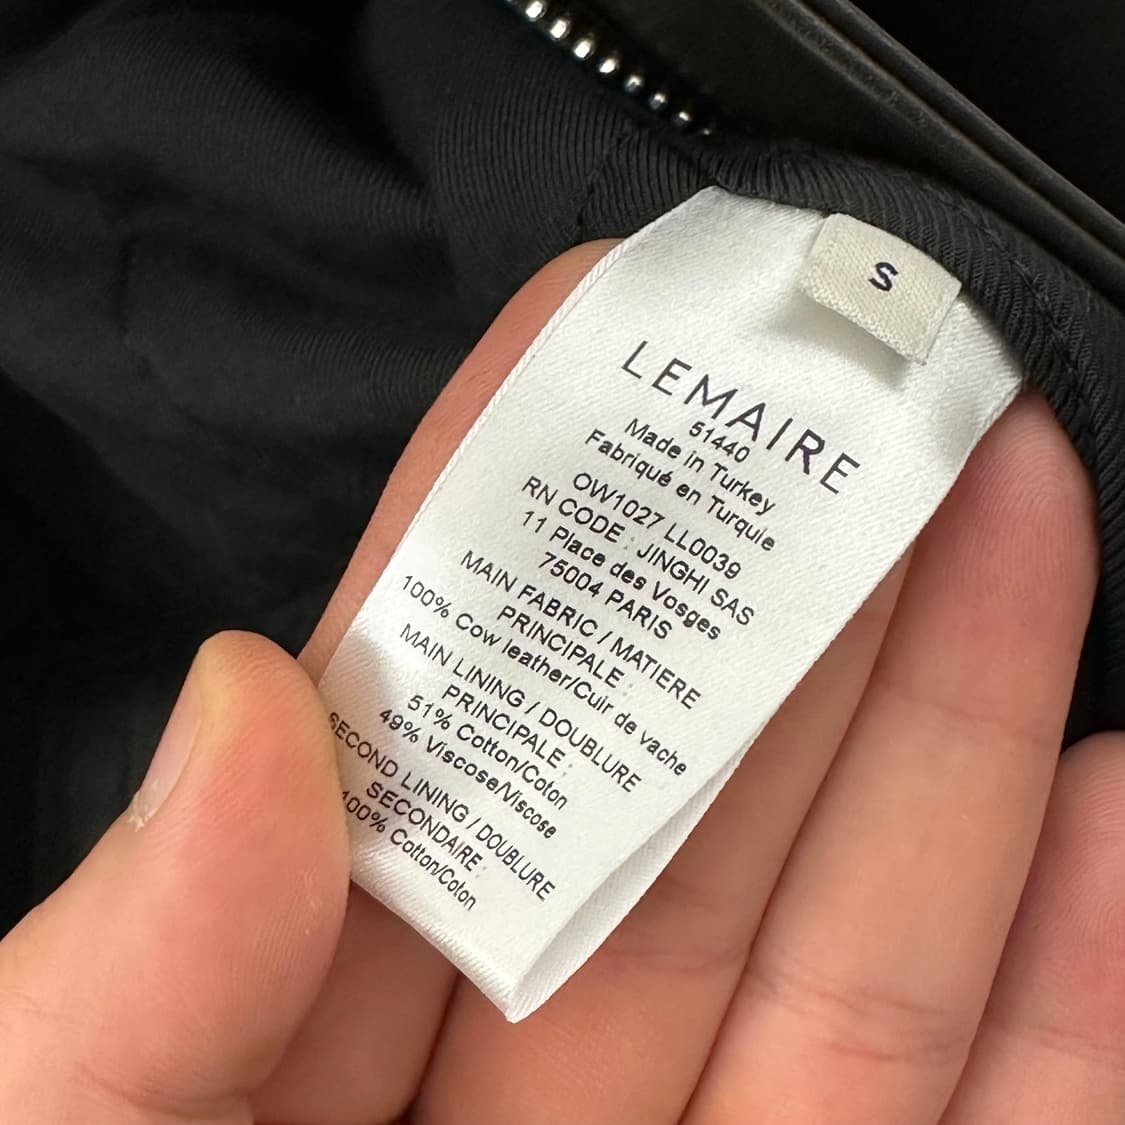 S
LEMAIRE
51440
Made in Turkey
Fabriqué en Turquie
OW1027 LL0039
RN CODE : JINGHI SAS
11 Place des Vosges
75004 PARIS
MAIN FABRIC / MATIERE
PRINCIPALE :
100% Cow leather/Cuir de vache
MAIN LINING / DOUBLURE
PRINCIPALE :
51% Cotton/Coton
49% Viscose/Viscose
SECOND LINING / DOUBLURE
SECONDAIRE :
100% Cotton/Coton